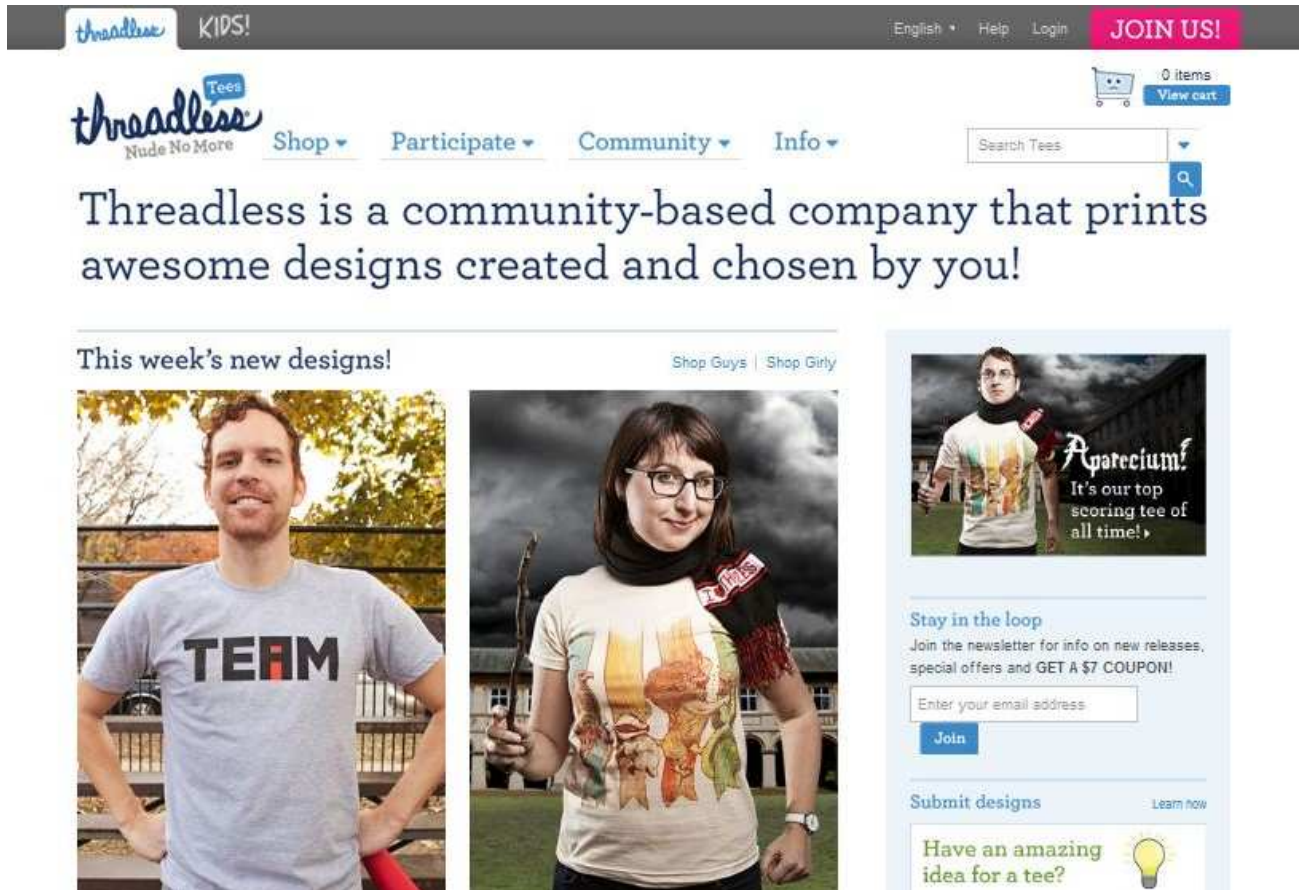 threadless KIDS! English Help Login JOIN US!
Tees
threadless
Nude No More
0 items
View cart
Shop Participate Community Info
Search Tees
Threadless is a community-based company that prints
awesome designs created and chosen by you!
This week's new designs!
Shop Guys | Shop Girly
TEAM
I ♥ THREADS
Aparecium!
It's our top
scoring tee of
all time!
Stay in the loop
Join the newsletter for info on new releases,
special offers and GET A $7 COUPON!
Enter your email address
Join
Submit designs Learn now
Have an amazing
idea for a tee?